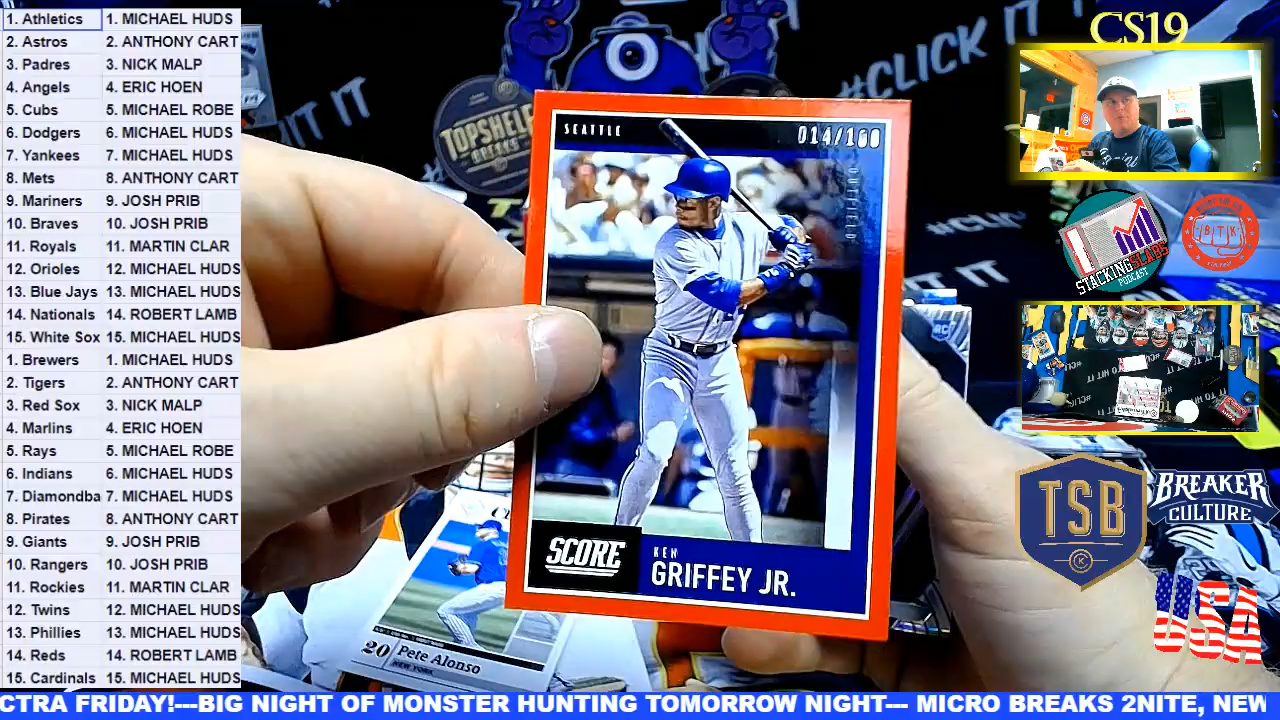 1. Athletics 1. MICHAEL HUDS
2. Astros 2. ANTHONY CART
3. Padres 3. NICK MALP
4. Angels 4. ERIC HOEN
5. Cubs 5. MICHAEL ROBE
6. Dodgers 6. MICHAEL HUDS
7. Yankees 7. MICHAEL HUDS
8. Mets 8. ANTHONY CART
9. Mariners 9. JOSH PRIB
10. Braves 10. JOSH PRIB
11. Royals 11. MARTIN CLAR
12. Orioles 12. MICHAEL HUDS
13. Blue Jays 13. MICHAEL HUDS
14. Nationals 14. ROBERT LAMB
15. White Sox 15. MICHAEL HUDS
1. Brewers 1. MICHAEL HUDS
2. Tigers 2. ANTHONY CART
3. Red Sox 3. NICK MALP
4. Marlins 4. ERIC HOEN
5. Rays 5. MICHAEL ROBE
6. Indians 6. MICHAEL HUDS
7. Diamondba 7. MICHAEL HUDS
8. Pirates 8. ANTHONY CART
9. Giants 9. JOSH PRIB
10. Rangers 10. JOSH PRIB
11. Rockies 11. MARTIN CLAR
12. Twins 12. MICHAEL HUDS
13. Phillies 13. MICHAEL HUDS
14. Reds 14. ROBERT LAMB
15. Cardinals 15. MICHAEL HUDS
CS19
#CLICK IT
HIT IT
TOPSHELF
BREAKS
SEATTLE
014/100
OUTFIELD
SCORE
KEN
GRIFFEY JR.
20 Pete Alonso
NEW YORK
STACKING SLABS
PODCAST
BTX
TSB
BREAKER
CULTURE
USA
CTRA FRIDAY!---BIG NIGHT OF MONSTER HUNTING TOMORROW NIGHT--- MICRO BREAKS 2NITE, NEW